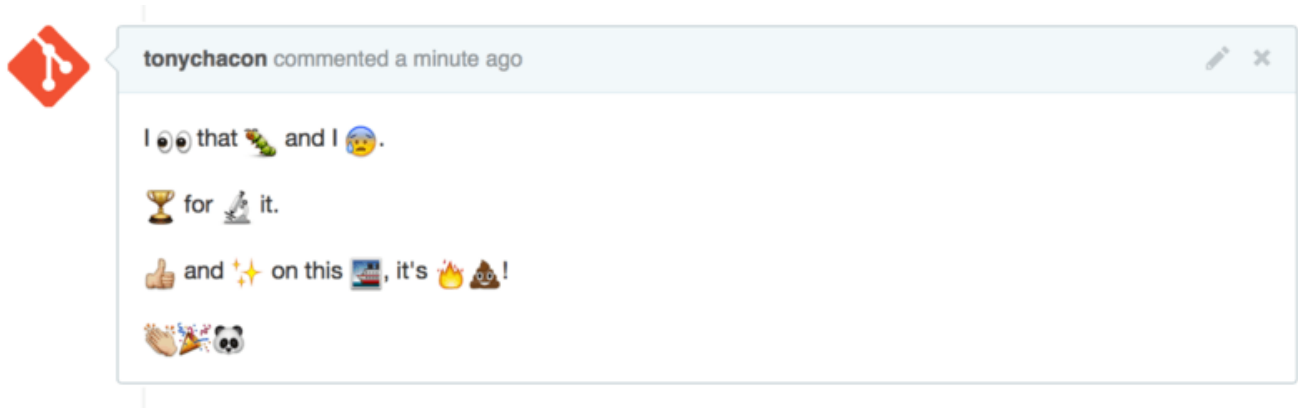 tonychacon commented a minute ago
I 👀 that 🐛 and I 😰.
🏆 for 🔬 it.
👍 and ✨ on this 🚢, it's 🔥💩!
👏🎉🐼